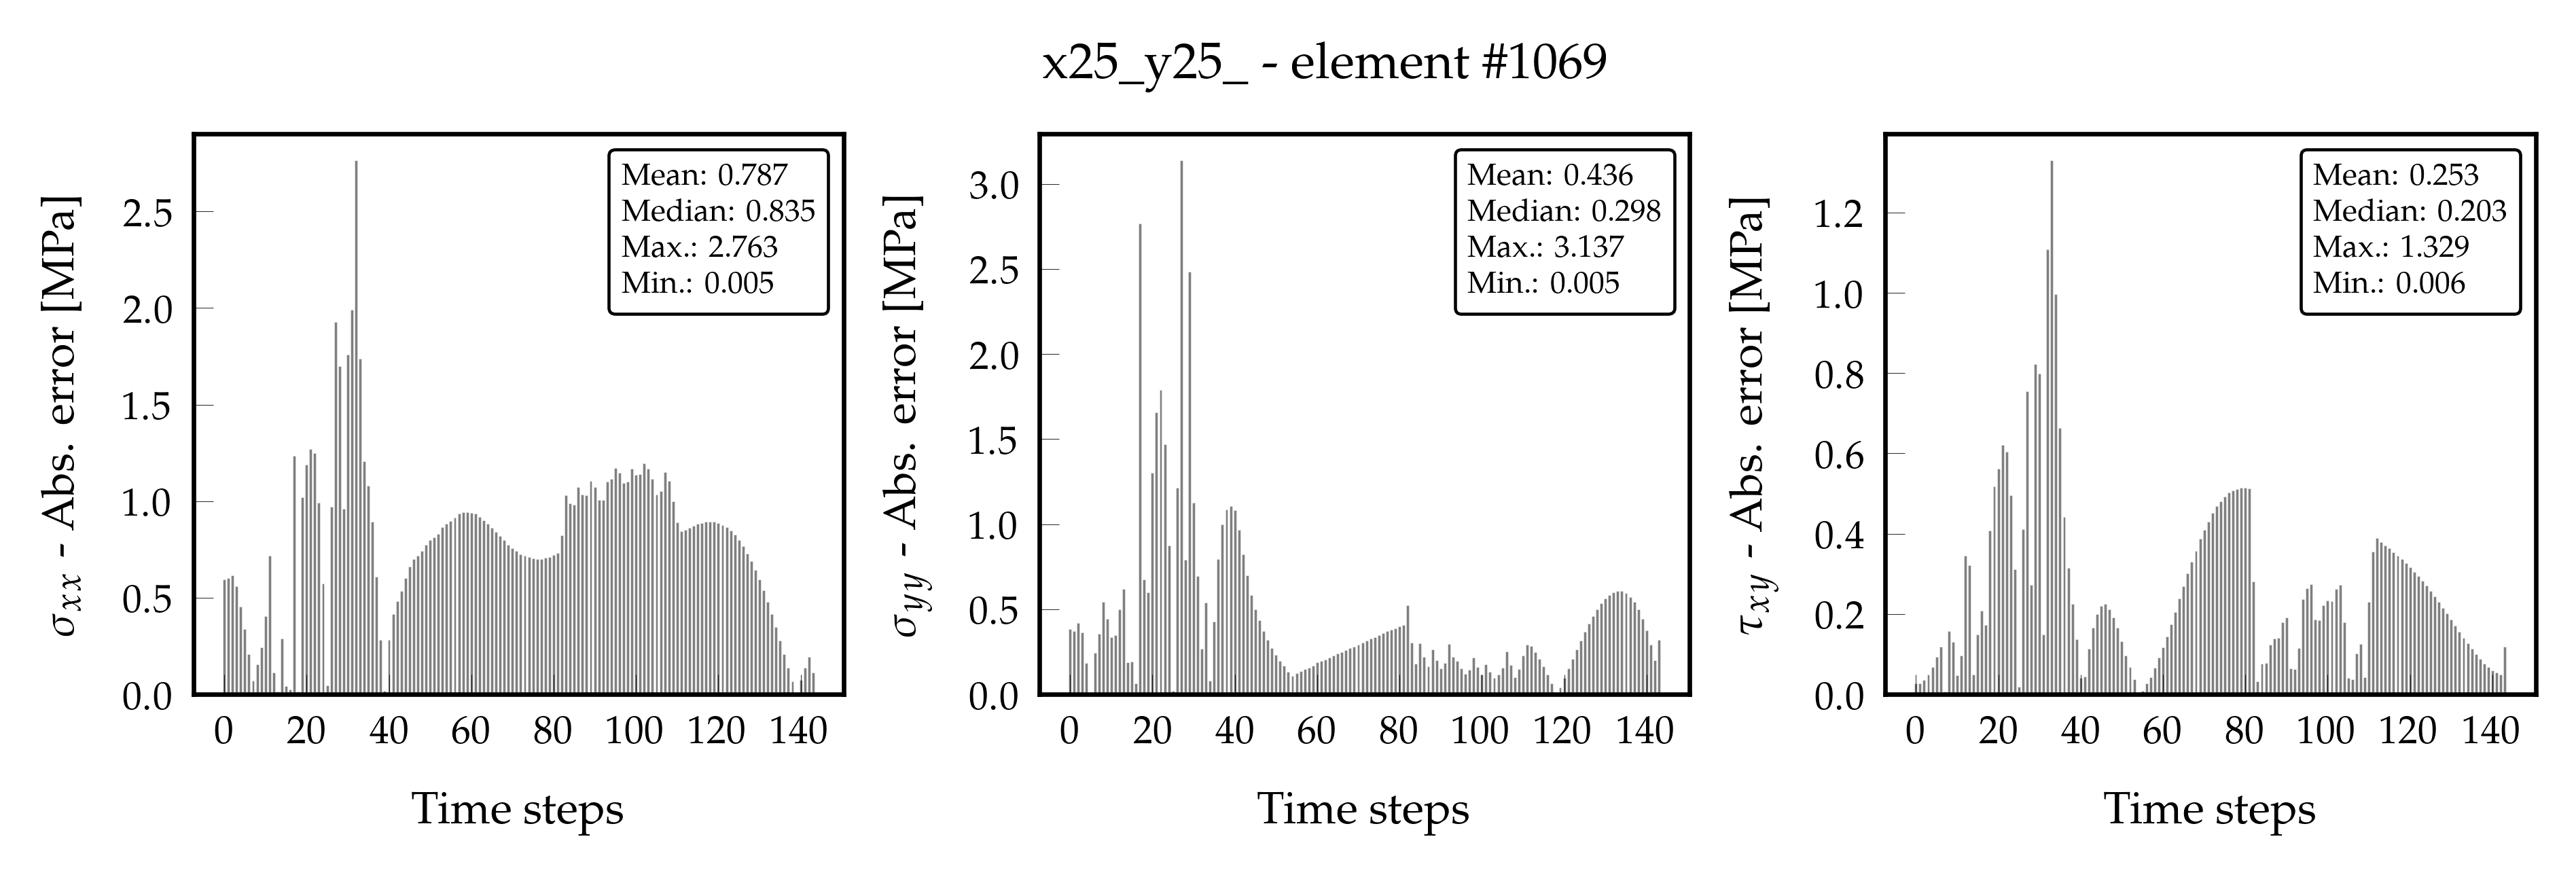 x25_y25_ - element #1069
σxx - Abs. error [MPa]
2.5
2.0
1.5
1.0
0.5
0.0
Mean: 0.787
Median: 0.835
Max.: 2.763
Min.: 0.005
0 20 40 60 80 100 120 140
Time steps
σyy - Abs. error [MPa]
3.0
2.5
2.0
1.5
1.0
0.5
0.0
Mean: 0.436
Median: 0.298
Max.: 3.137
Min.: 0.005
0 20 40 60 80 100 120 140
Time steps
τxy - Abs. error [MPa]
1.2
1.0
0.8
0.6
0.4
0.2
0.0
Mean: 0.253
Median: 0.203
Max.: 1.329
Min.: 0.006
0 20 40 60 80 100 120 140
Time steps